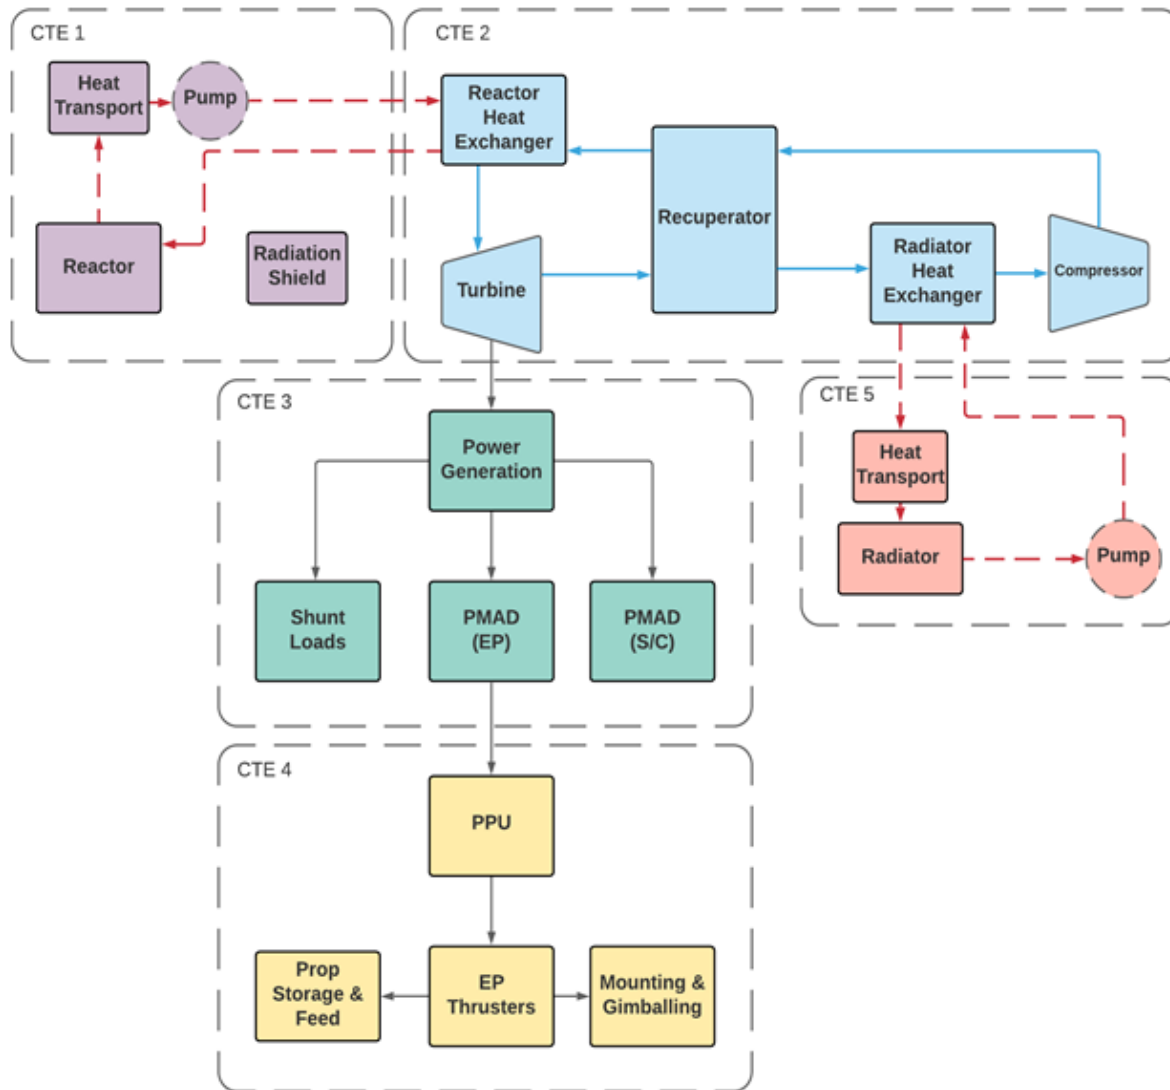 CTE 1
Heat
Transport
Pump
Reactor
Radiation
Shield
CTE 2
Reactor
Heat
Exchanger
Recuperator
Turbine
Radiator
Heat
Exchanger
Compressor
CTE 3
Power
Generation
Shunt
Loads
PMAD
(EP)
PMAD
(S/C)
CTE 5
Heat
Transport
Radiator
Pump
CTE 4
PPU
Prop
Storage &
Feed
EP
Thrusters
Mounting &
Gimballing